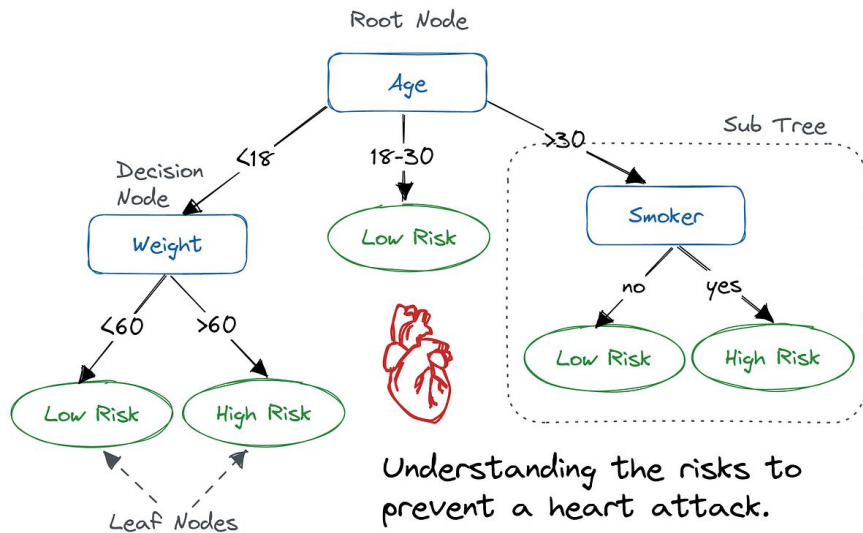 Root Node
Age
Sub Tree
<18
18-30
>30
Decision
Node
Weight
Low Risk
Smoker
<60
>60
no
yes
Low Risk
High Risk
Low Risk
High Risk
Understanding the risks to
prevent a heart attack.
Leaf Nodes